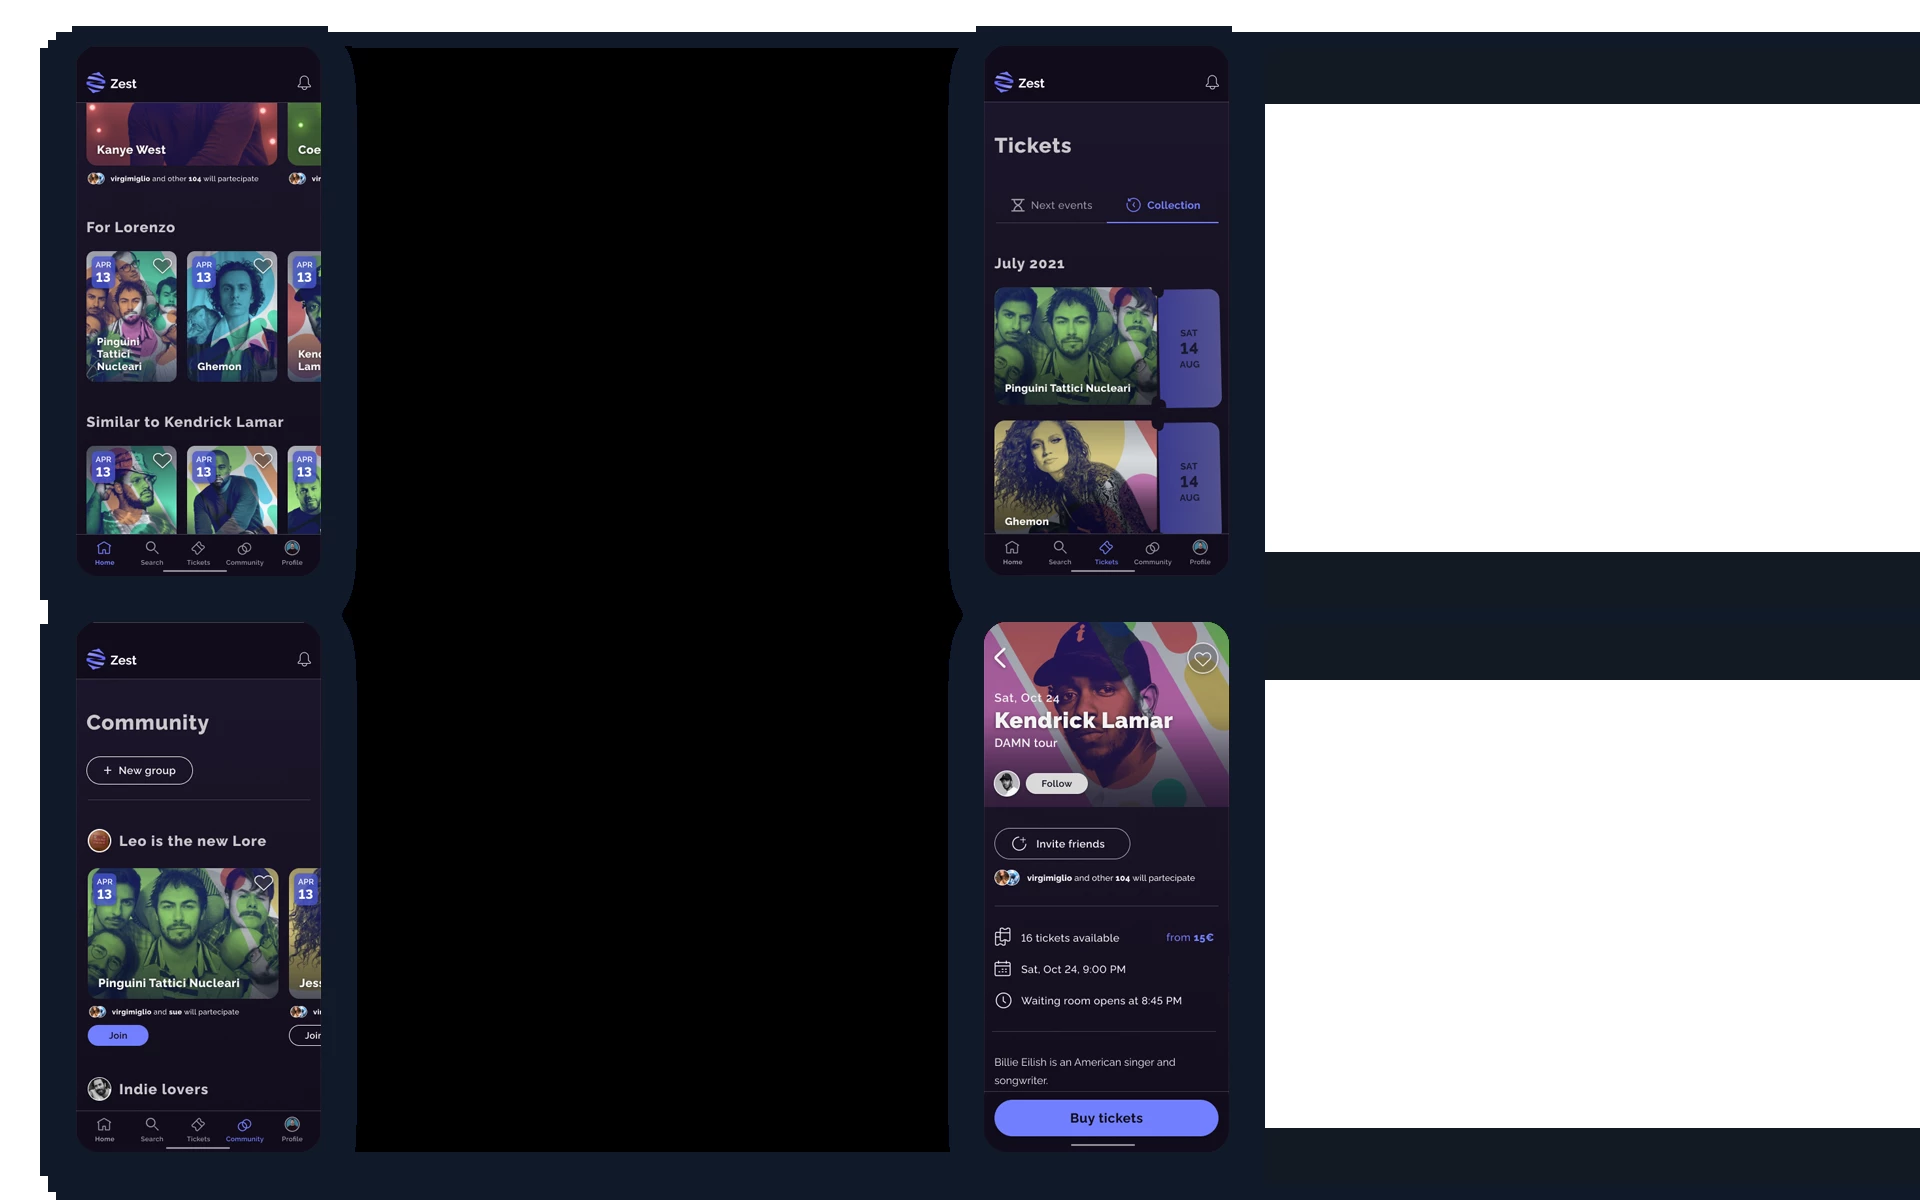 Zest
Kanye West
Coe
virgimiglio and other 104 will partecipate
vir
For Lorenzo
APR
13
Pinguini
Tattici
Nucleari
APR
13
Ghemon
APR
13
Kend
Lam
Similar to Kendrick Lamar
APR
13
APR
13
APR
13
Home
Search
Tickets
Community
Profile
Zest
Tickets
Next events
Collection
July 2021
Pinguini Tattici Nucleari
SAT
14
AUG
Ghemon
SAT
14
AUG
Home
Search
Tickets
Community
Profile
Zest
Community
+ New group
Leo is the new Lore
APR
13
Pinguini Tattici Nucleari
APR
13
Jess
virgimiglio and sue will partecipate
vi
Join
Join
Indie lovers
Home
Search
Tickets
Community
Profile
Sat, Oct 24
Kendrick Lamar
DAMN tour
Follow
Invite friends
virgimiglio and other 104 will partecipate
16 tickets available
from 15€
Sat, Oct 24, 9:00 PM
Waiting room opens at 8:45 PM
Billie Eilish is an American singer and
songwriter.
Buy tickets